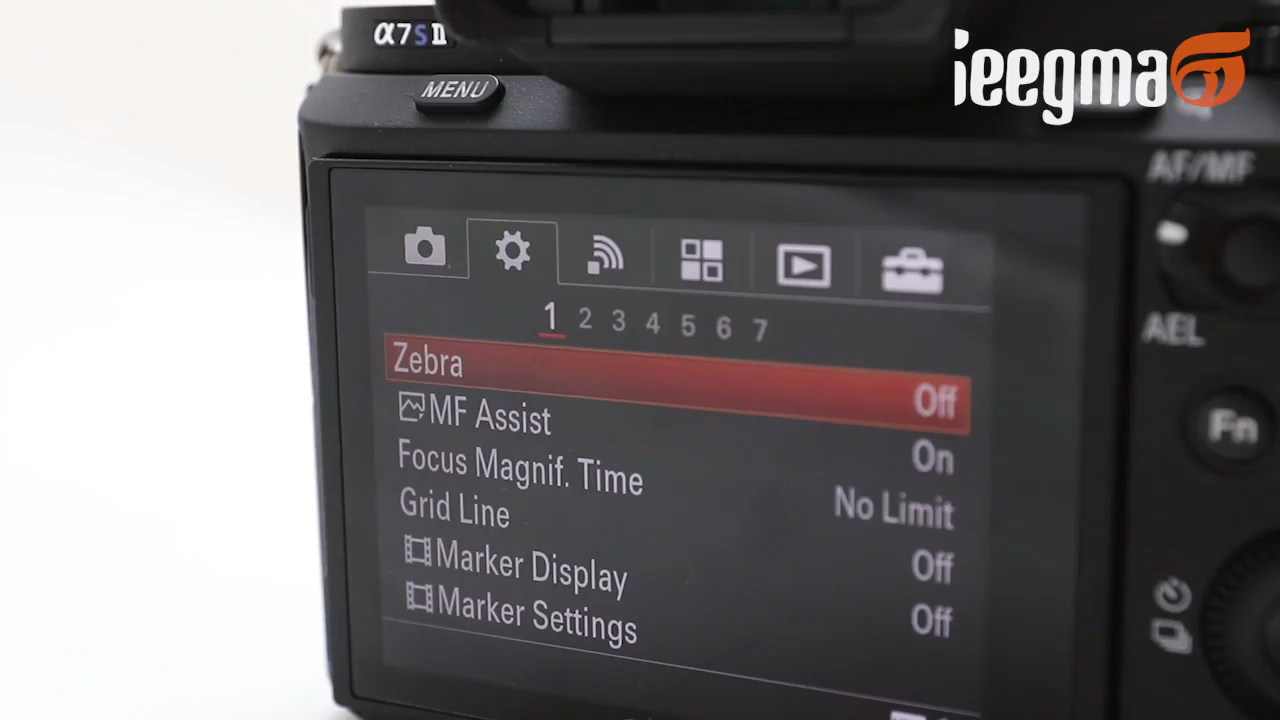 α7SII
ieegma
MENU
AF/MF
1 2 3 4 5 6 7
AEL
Zebra Off
MF Assist On
Focus Magnif. Time No Limit
Fn
Grid Line Off
Marker Display Off
Marker Settings